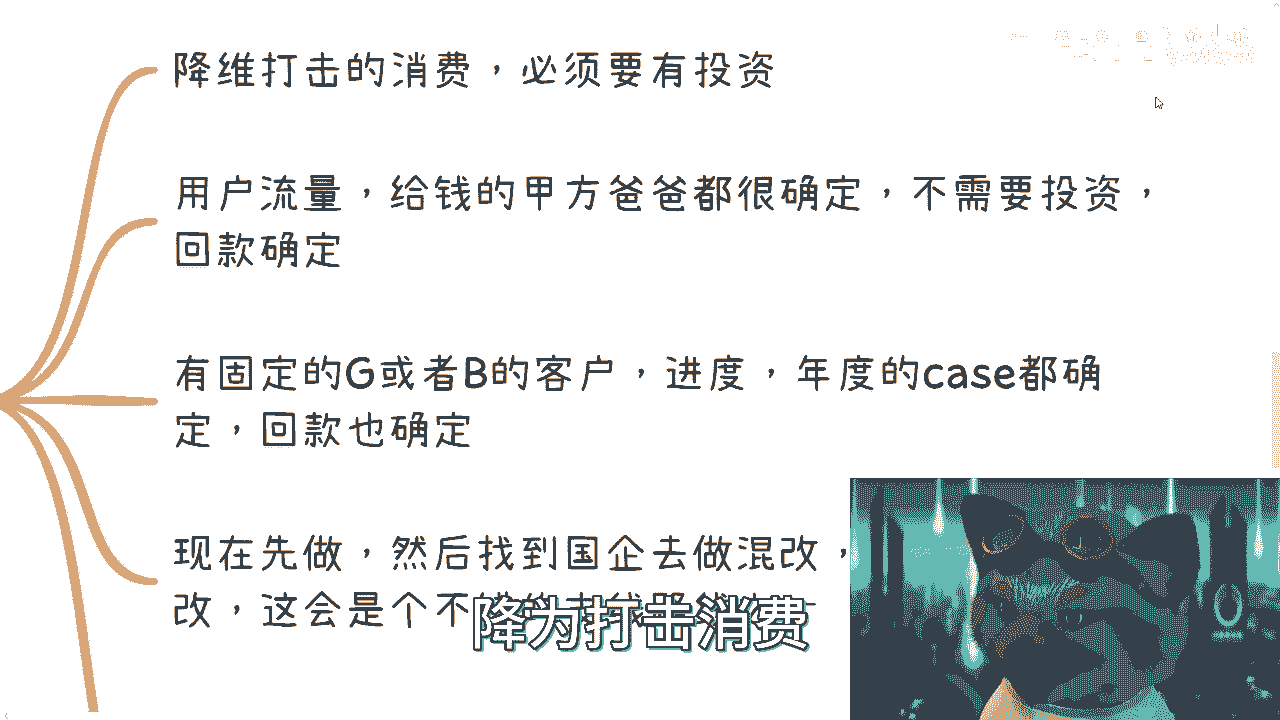 降维打击的消费，必须要有投资
用户流量，给钱的甲方爸爸都很确定，不需要投资，
回款确定
有固定的G或者B的客户，进度，年度的case都确
定，回款也确定
现在先做，然后找到国企去做混改，
改，这会是个不
降为打击消费